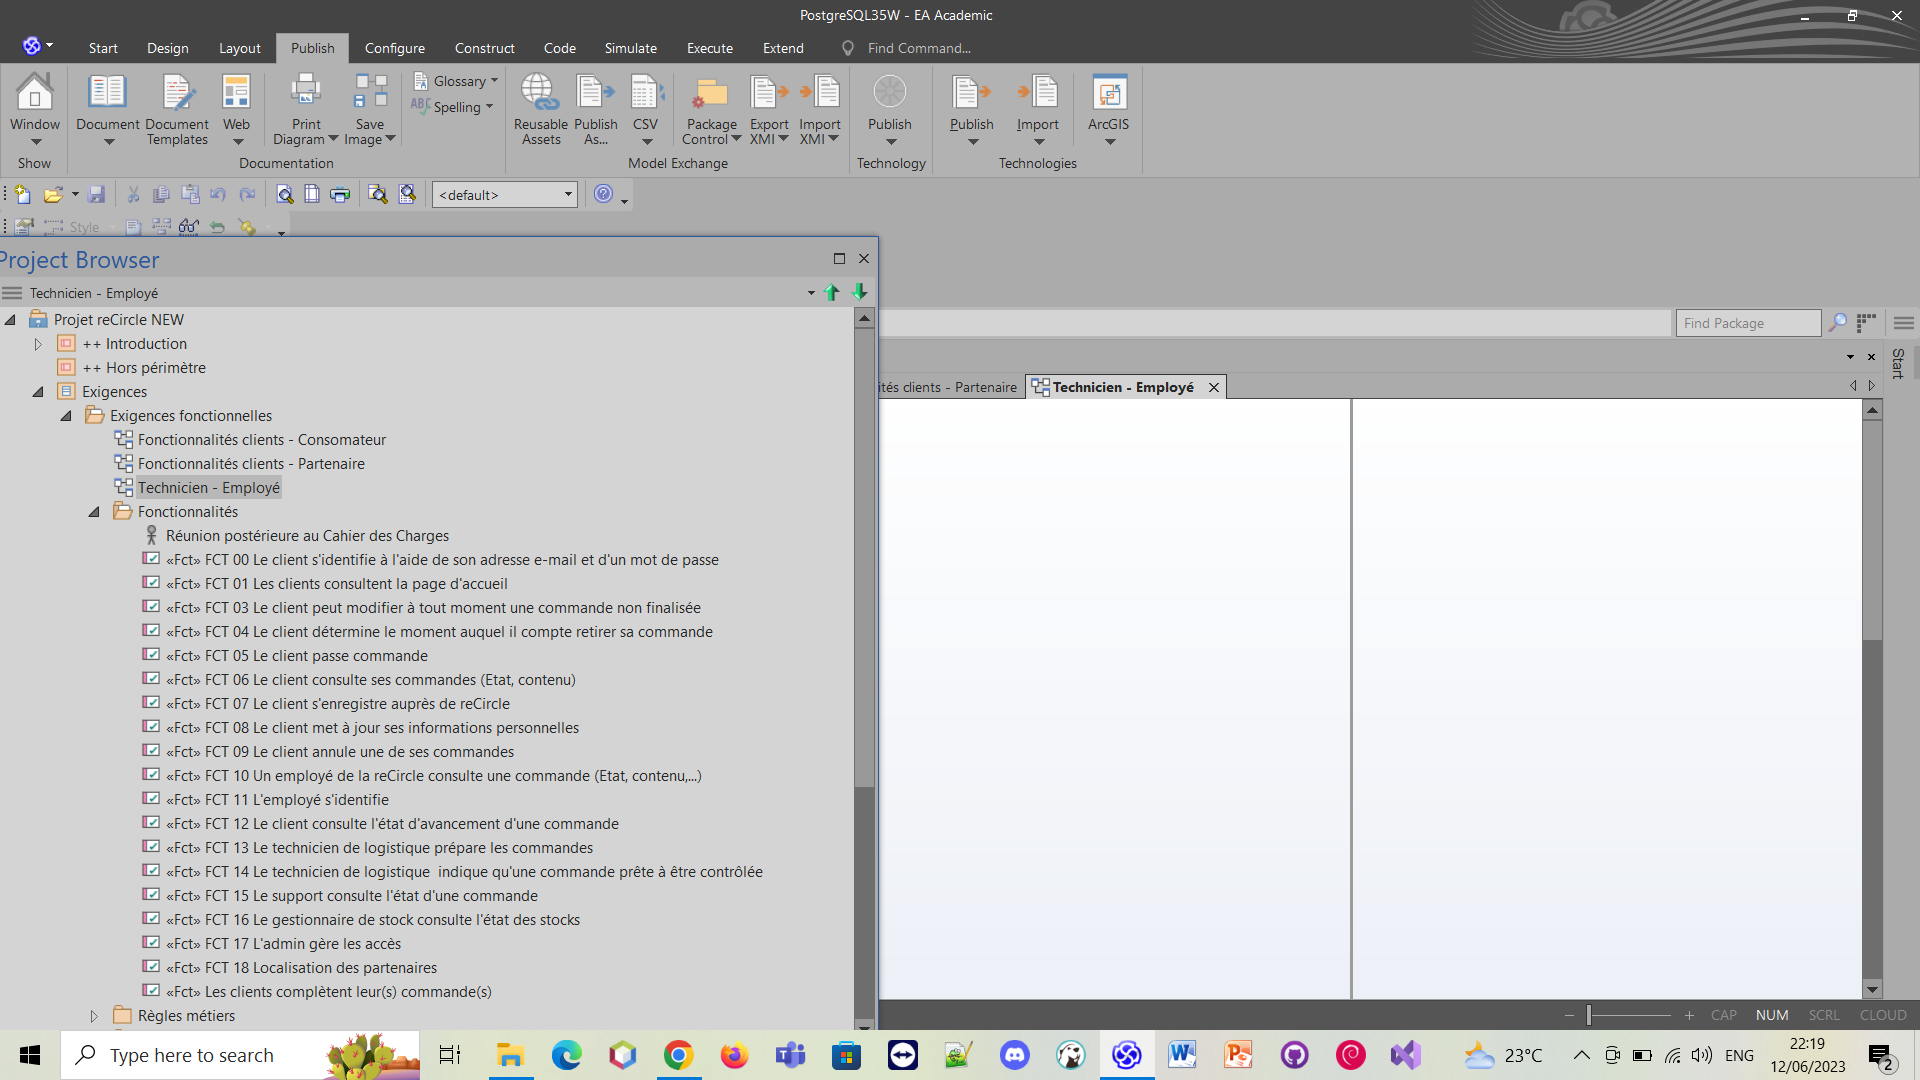 PostgreSQL35W - EA Academic
Start Design Layout Publish Configure Construct Code Simulate Execute Extend Find Command...
Window
Show
Document
Document Templates
Web
Print Diagram
Save Image
Glossary
ABC Spelling
Documentation
Reusable Assets
Publish As...
CSV
Package Control
Export XMI
Import XMI
Model Exchange
Publish
Technology
Publish
Import
Technologies
ArcGIS
<default>
Style
Project Browser
Technicien - Employé
Find Package
Start
ités clients - Partenaire
Technicien - Employé
Projet reCircle NEW
++ Introduction
++ Hors périmètre
Exigences
Exigences fonctionnelles
Fonctionnalités clients - Consomateur
Fonctionnalités clients - Partenaire
Technicien - Employé
Fonctionnalités
Réunion postérieure au Cahier des Charges
«Fct» FCT 00 Le client s'identifie à l'aide de son adresse e-mail et d'un mot de passe
«Fct» FCT 01 Les clients consultent la page d'accueil
«Fct» FCT 03 Le client peut modifier à tout moment une commande non finalisée
«Fct» FCT 04 Le client détermine le moment auquel il compte retirer sa commande
«Fct» FCT 05 Le client passe commande
«Fct» FCT 06 Le client consulte ses commandes (Etat, contenu)
«Fct» FCT 07 Le client s'enregistre auprès de reCircle
«Fct» FCT 08 Le client met à jour ses informations personnelles
«Fct» FCT 09 Le client annule une de ses commandes
«Fct» FCT 10 Un employé de la reCircle consulte une commande (Etat, contenu,...)
«Fct» FCT 11 L'employé s'identifie
«Fct» FCT 12 Le client consulte l'état d'avancement d'une commande
«Fct» FCT 13 Le technicien de logistique prépare les commandes
«Fct» FCT 14 Le technicien de logistique  indique qu'une commande prête à être contrôlée
«Fct» FCT 15 Le support consulte l'état d'une commande
«Fct» FCT 16 Le gestionnaire de stock consulte l'état des stocks
«Fct» FCT 17 L'admin gère les accès
«Fct» FCT 18 Localisation des partenaires
«Fct» Les clients complètent leur(s) commande(s)
Règles métiers
CAP NUM SCRL CLOUD
Type here to search
23°C
ENG
22:19
12/06/2023
2